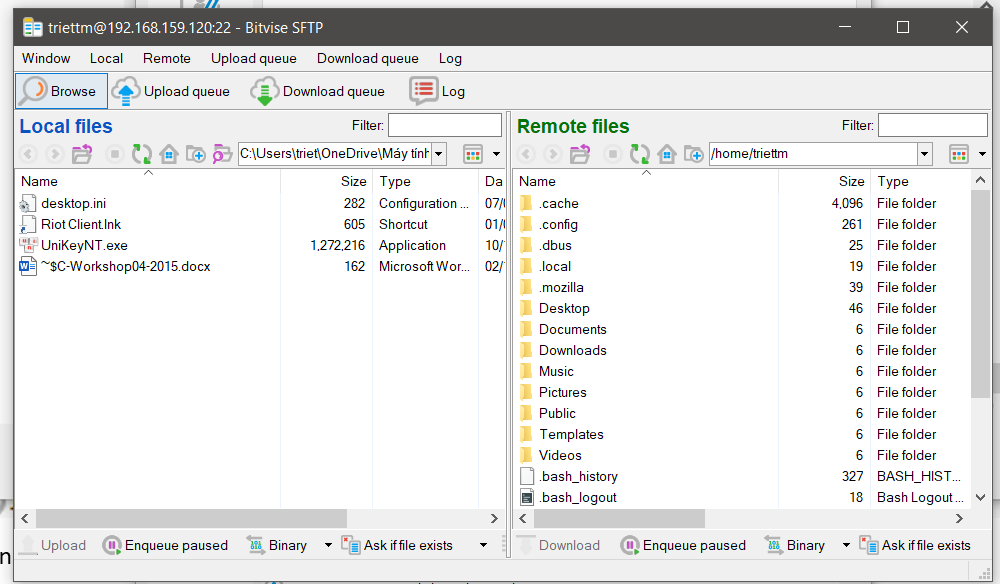 triettm@192.168.159.120:22 - Bitvise SFTP
Window Local Remote Upload queue Download queue Log
Browse Upload queue Download queue Log
Local files Filter:
C:\Users\triet\OneDrive\Máy tính
Name Size Type Da
desktop.ini 282 Configuration ... 07/0
Riot Client.lnk 605 Shortcut 01/0
UniKeyNT.exe 1,272,216 Application 10/1
~$C-Workshop04-2015.docx 162 Microsoft Wor... 02/1
Upload Enqueue paused Binary Ask if file exists
Remote files Filter:
/home/triettm
Name Size Type
.cache 4,096 File folder
.config 261 File folder
.dbus 25 File folder
.local 19 File folder
.mozilla 39 File folder
Desktop 46 File folder
Documents 6 File folder
Downloads 6 File folder
Music 6 File folder
Pictures 6 File folder
Public 6 File folder
Templates 6 File folder
Videos 6 File folder
.bash_history 327 BASH_HIST...
.bash_logout 18 Bash Logout ...
Download Enqueue paused Binary Ask if file exists
n